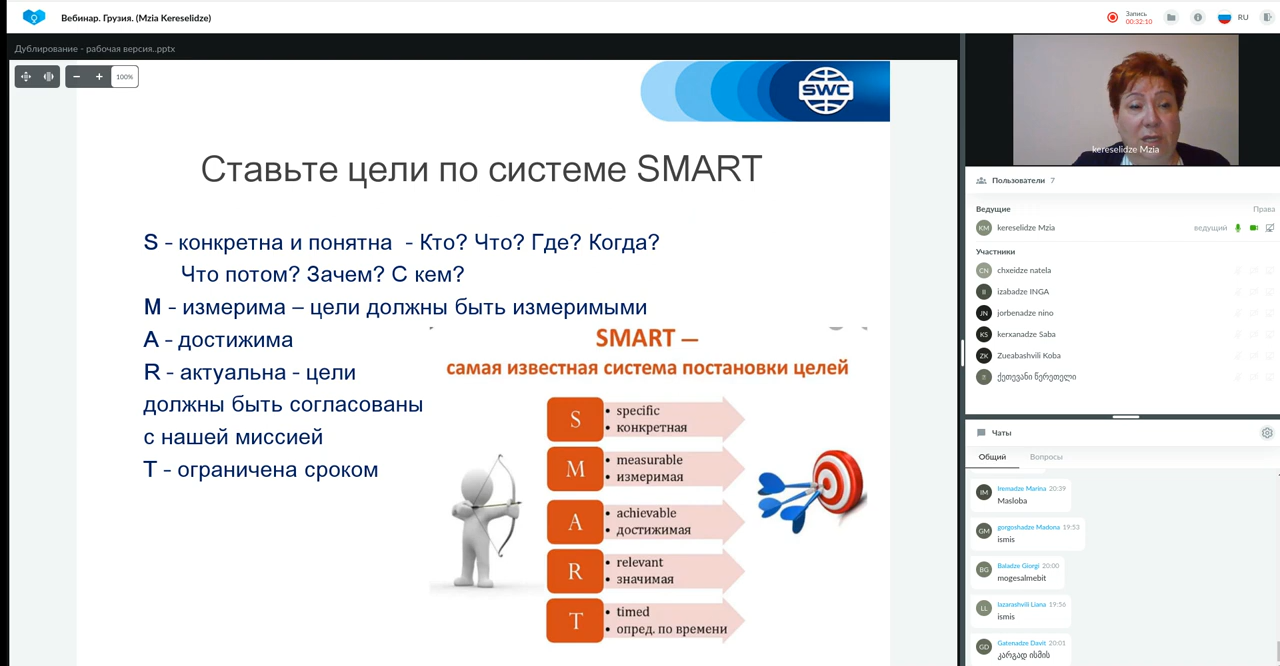 Вебинар. Грузия. (Mzia Kereselidze)
Запись
00:32:10
RU
Дублирование - рабочая версия..pptx
100%
SWC
Ставьте цели по системе SMART
S - конкретна и понятна - Кто? Что? Где? Когда?
Что потом? Зачем? С кем?
M - измерима – цели должны быть измеримыми
A - достижима
R - актуальна - цели
должны быть согласованы
с нашей миссией
T - ограничена сроком
SMART —
самая известная система постановки целей
S
• specific
• конкретная
M
• measurable
• измеримая
A
• achievable
• достижимая
R
• relevant
• значимая
T
• timed
• опред. по времени
kereselidze Mzia
Пользователи 7
Ведущие Права
KM kereselidze Mzia ведущий
Участники
CN chxeidze natela
II izabadze INGA
JN jorbenadze nino
KS kerxanadze Saba
ZK Zueabashvili Koba
ქეთევანი წერეთელი
Чаты
Общий Вопросы
IM Iremadze Marina 20:39
Masloba
GM gorgoshadze Madona 19:53
ismis
BG Baladze Giorgi 20:00
mogesalmebit
LL lazarashvili Liana 19:56
ismis
GD Gatenadze Davit 20:01
კარგად ისმის